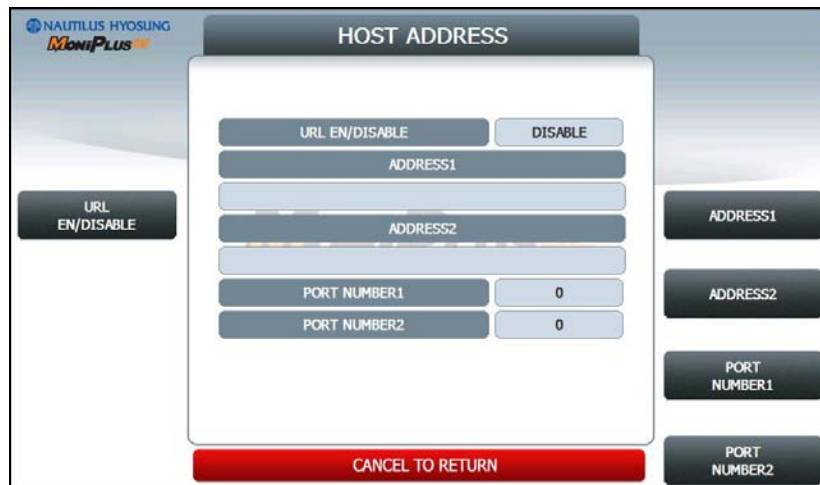 NAUTILUS HYOSUNG
MONIPLUS
HOST ADDRESS
URL EN/DISABLE DISABLE
ADDRESS1
ADDRESS2
PORT NUMBER1 0
PORT NUMBER2 0
URL
EN/DISABLE
ADDRESS1
ADDRESS2
PORT
NUMBER1
PORT
NUMBER2
CANCEL TO RETURN